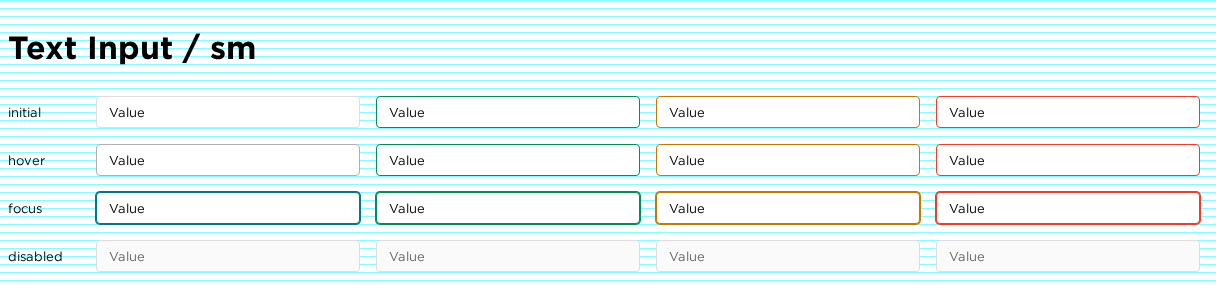 Text Input / sm
initial Value Value Value Value
hover Value Value Value Value
focus Value Value Value Value
disabled Value Value Value Value